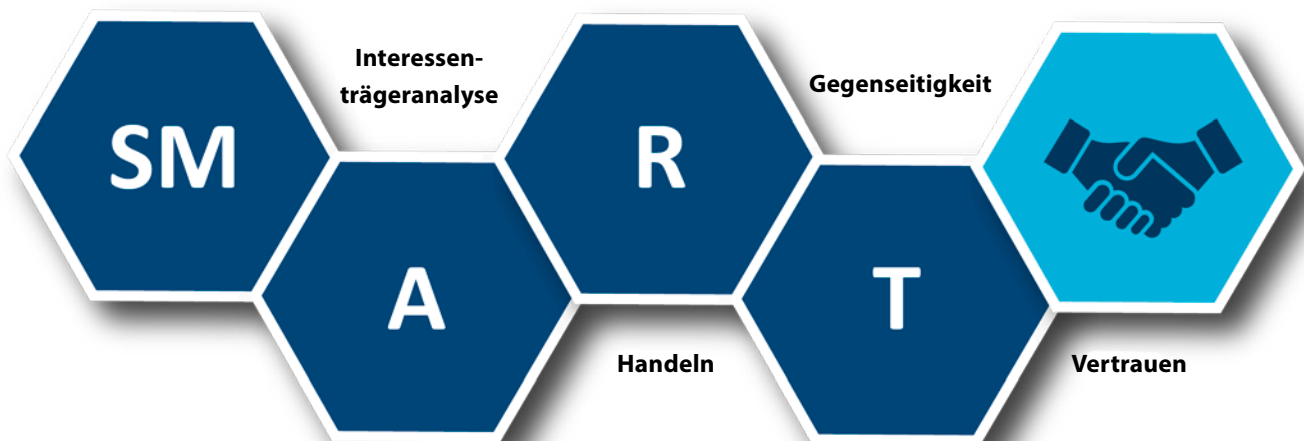 SM
Interessen-
trägeranalyse
A
R
Handeln
Gegenseitigkeit
T
Vertrauen